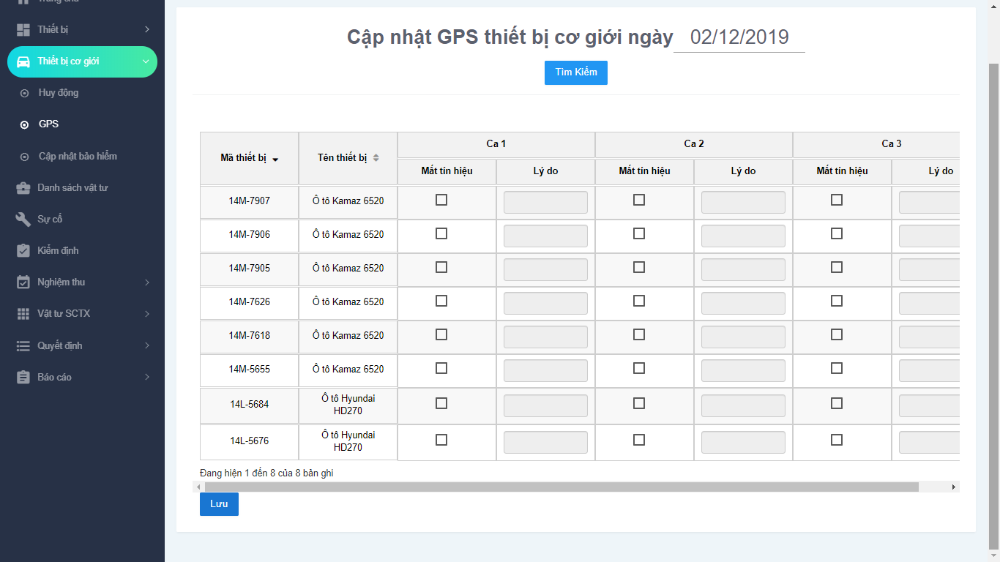 Trang chủ
Thiết bị
Thiết bị cơ giới
Huy động
GPS
Cập nhật bảo hiểm
Danh sách vật tư
Sự cố
Kiểm định
Nghiệm thu
Vật tư SCTX
Quyết định
Báo cáo
Cập nhật GPS thiết bị cơ giới ngày 02/12/2019
Tìm Kiếm
Mã thiết bị Tên thiết bị Ca 1 Ca 2 Ca 3
Mất tín hiệu Lý do Mất tín hiệu Lý do Mất tín hiệu Lý do
14M-7907 Ô tô Kamaz 6520
14M-7906 Ô tô Kamaz 6520
14M-7905 Ô tô Kamaz 6520
14M-7626 Ô tô Kamaz 6520
14M-7618 Ô tô Kamaz 6520
14M-5655 Ô tô Kamaz 6520
14L-5684 Ô tô Hyundai
HD270
14L-5676 Ô tô Hyundai
HD270
Đang hiện 1 đến 8 của 8 bản ghi
Lưu